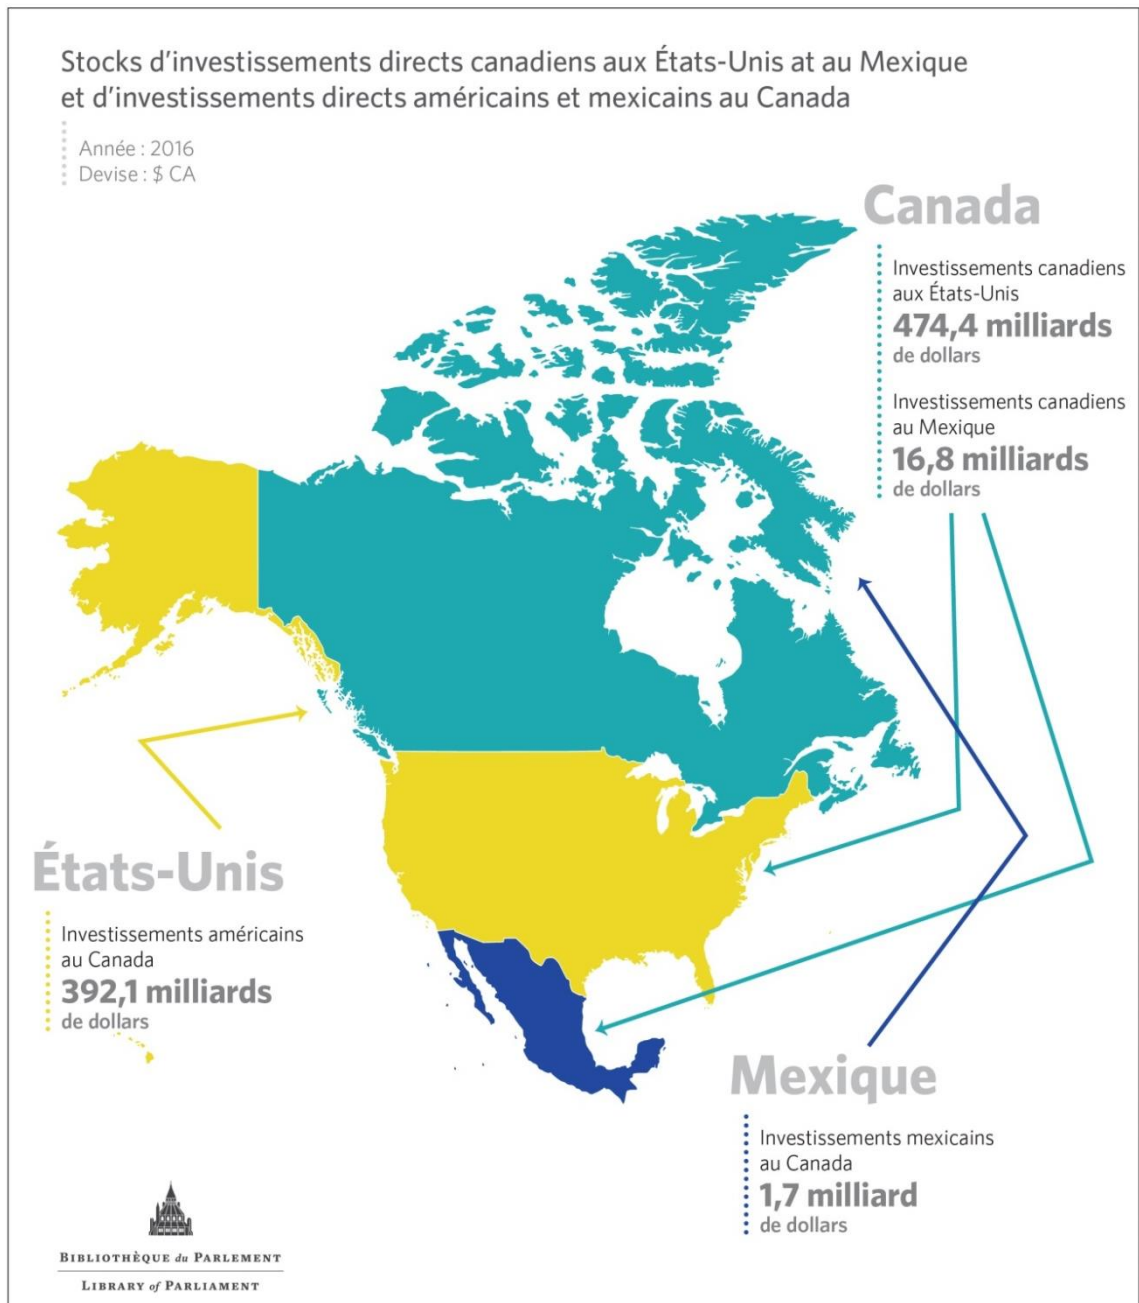 Stocks d’investissements directs canadiens aux États-Unis at au Mexique
et d’investissements directs américains et mexicains au Canada
Année : 2016
Devise : $ CA
Canada
Investissements canadiens
aux États-Unis
474,4 milliards
de dollars
Investissements canadiens
au Mexique
16,8 milliards
de dollars
États-Unis
Investissements américains
au Canada
392,1 milliards
de dollars
Mexique
Investissements mexicains
au Canada
1,7 milliard
de dollars
BIBLIOTHÈQUE du PARLEMENT
LIBRARY of PARLIAMENT